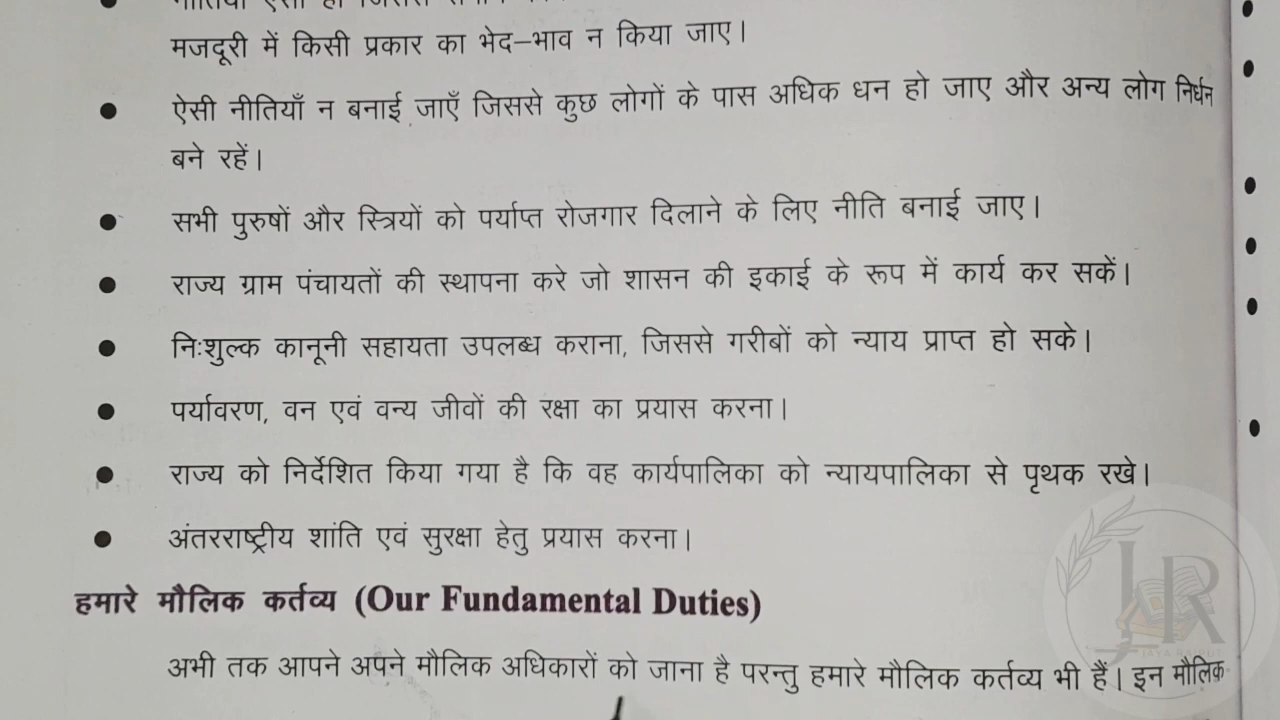 मजदूरी में किसी प्रकार का भेद–भाव न किया जाए।
● ऐसी नीतियाँ न बनाई जाएँ जिससे कुछ लोगों के पास अधिक धन हो जाए और अन्य लोग निर्धन
बने रहें।
● सभी पुरुषों और स्त्रियों को पर्याप्त रोजगार दिलाने के लिए नीति बनाई जाए।
● राज्य ग्राम पंचायतों की स्थापना करे जो शासन की इकाई के रूप में कार्य कर सकें।
● निःशुल्क कानूनी सहायता उपलब्ध कराना, जिससे गरीबों को न्याय प्राप्त हो सके।
● पर्यावरण, वन एवं वन्य जीवों की रक्षा का प्रयास करना।
● राज्य को निर्देशित किया गया है कि वह कार्यपालिका को न्यायपालिका से पृथक रखे।
● अंतरराष्ट्रीय शांति एवं सुरक्षा हेतु प्रयास करना।
हमारे मौलिक कर्तव्य (Our Fundamental Duties)
अभी तक आपने अपने मौलिक अधिकारों को जाना है परन्तु हमारे मौलिक कर्तव्य भी हैं। इन मौलिक
JR